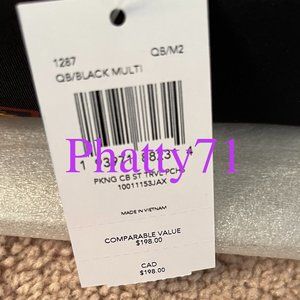 1287 QB/M2
QB/BLACK MULTI
Phatty71
PKNG CB ST TRVL PCH
10011153JAX
MADE IN VIETNAM
COMPARABLE VALUE
$198.00
CAD
$198.00